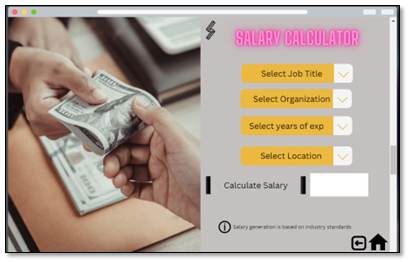 SALARY CALCULATOR
Select Job Title
Select Organization
Select years of exp
Select Location
Calculate Salary
Salary generation is based on industry standards